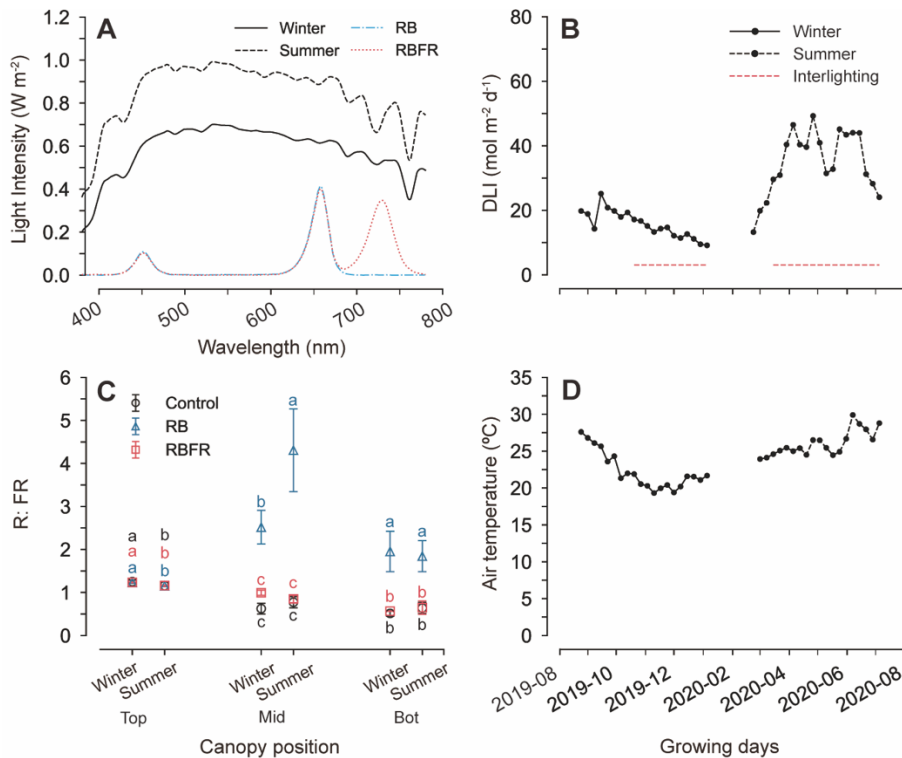 A
Winter
Summer
RB
RBFR
Light Intensity (W m⁻²)
1.2
1.0
0.8
0.6
0.4
0.2
0.0
400
500
600
700
800
Wavelength (nm)
B
Winter
Summer
Interlighting
DLI (mol m⁻² d⁻¹)
60
50
40
30
20
10
0
C
Control
RB
RBFR
R: FR
6
5
4
3
2
1
0
a
a
a
b
b
b
b
c
c
a
c
c
a
b
b
a
b
b
Winter
Summer
Winter
Summer
Winter
Summer
Top
Mid
Bot
Canopy position
D
Air temperature (ºC)
35
30
25
20
15
10
5
0
2019-08
2019-10
2019-12
2020-02
2020-04
2020-06
2020-08
Growing days